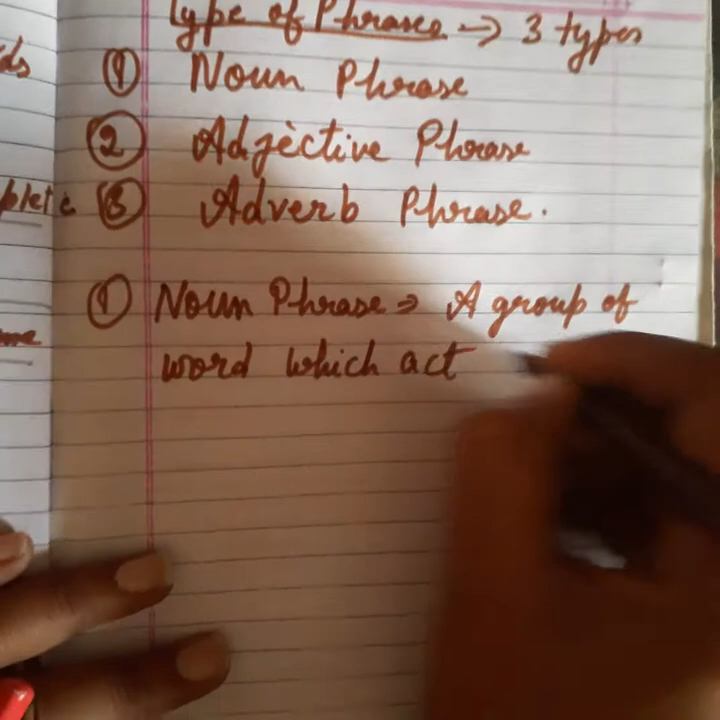 Type of Phrase -> 3 types
① Noun Phrase
② Adjective Phrase
③ Adverb Phrase.
① Noun Phrase => A group of
word which act